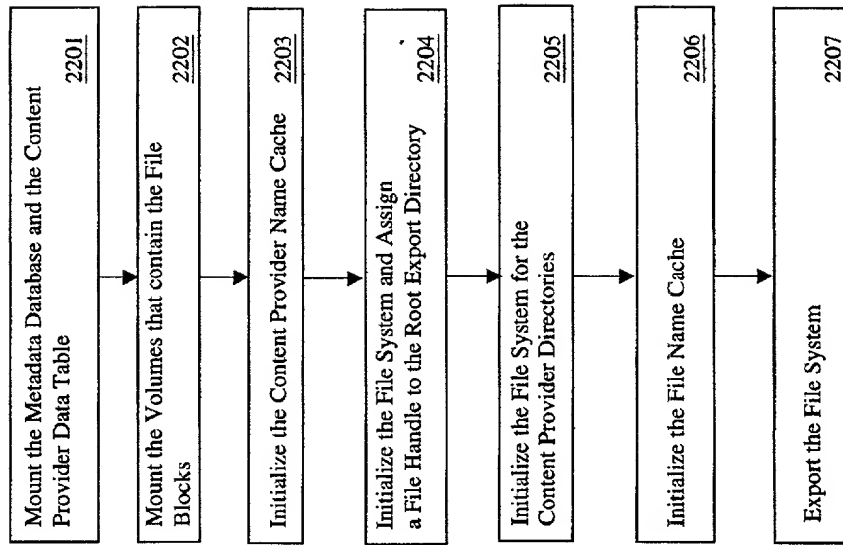 Mount the Metadata Database and the Content
Provider Data Table
2201
Mount the Volumes that contain the File
Blocks
2202
Initialize the Content Provider Name Cache
2203
Initialize the File System and Assign
a File Handle to the Root Export Directory
2204
Initialize the File System for the
Content Provider Directories
2205
Initialize the File Name Cache
2206
Export the File System
2207